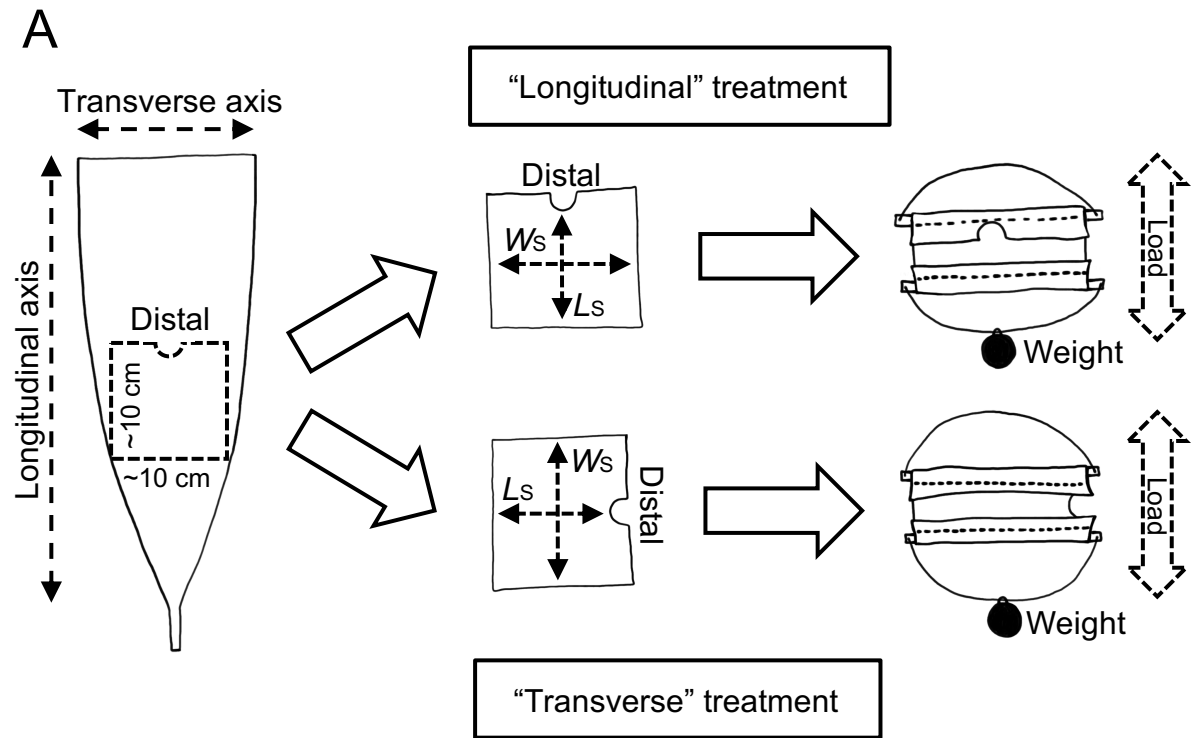 A
“Longitudinal” treatment
Transverse axis
Longitudinal axis
Distal
~10 cm
~10 cm
Distal
WS
LS
Load
Weight
WS
LS
Distal
Load
Weight
“Transverse” treatment